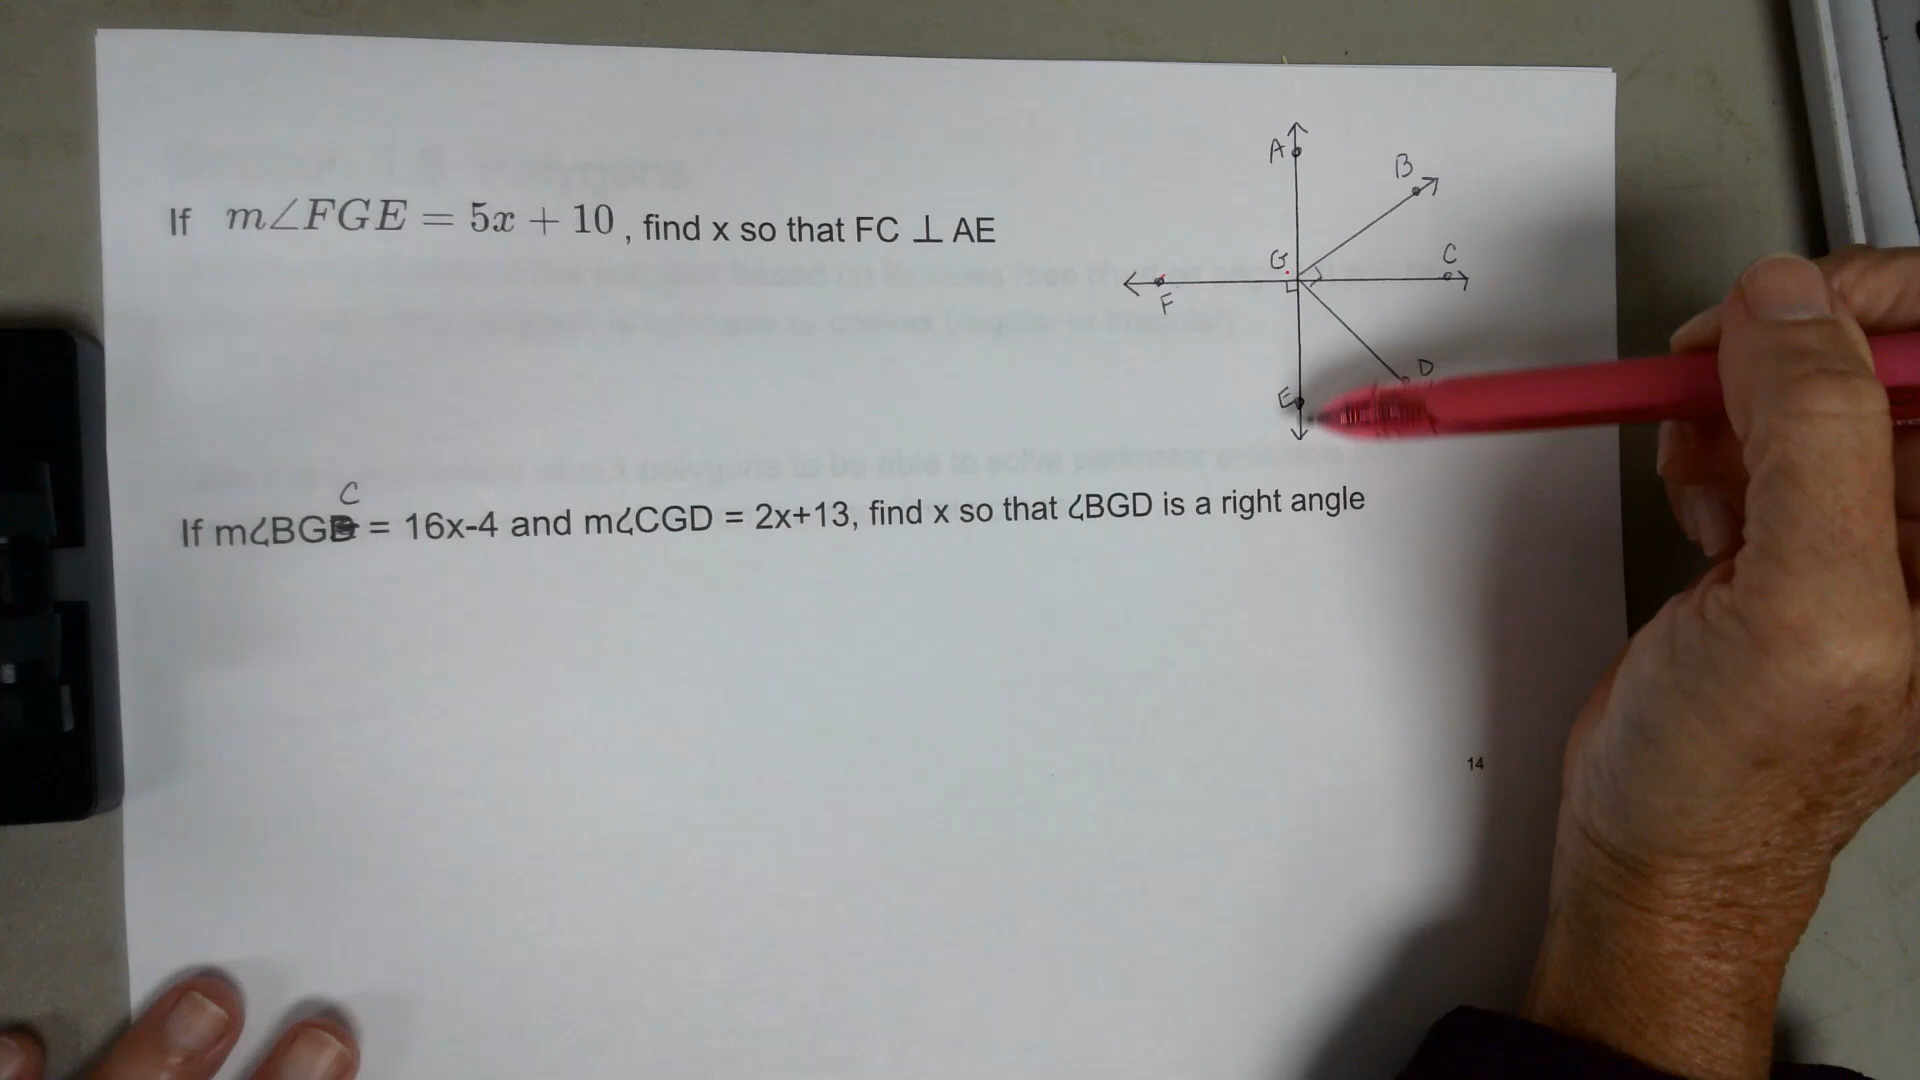 If m∠FGE = 5x + 10, find x so that FC ⊥ AE
A
B
G
C
F
D
E
C
If m∠BG = 16x-4 and m∠CGD = 2x+13, find x so that ∠BGD is a right angle
14